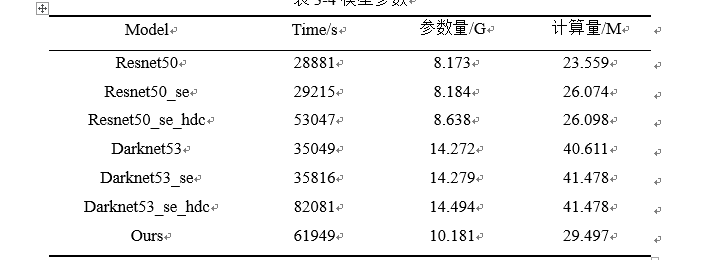 表 3-4 模型参数
Model Time/s 参数量/G 计算量/M
Resnet50 28881 8.173 23.559
Resnet50_se 29215 8.184 26.074
Resnet50_se_hdc 53047 8.638 26.098
Darknet53 35049 14.272 40.611
Darknet53_se 35816 14.279 41.478
Darknet53_se_hdc 82081 14.494 41.478
Ours 61949 10.181 29.497